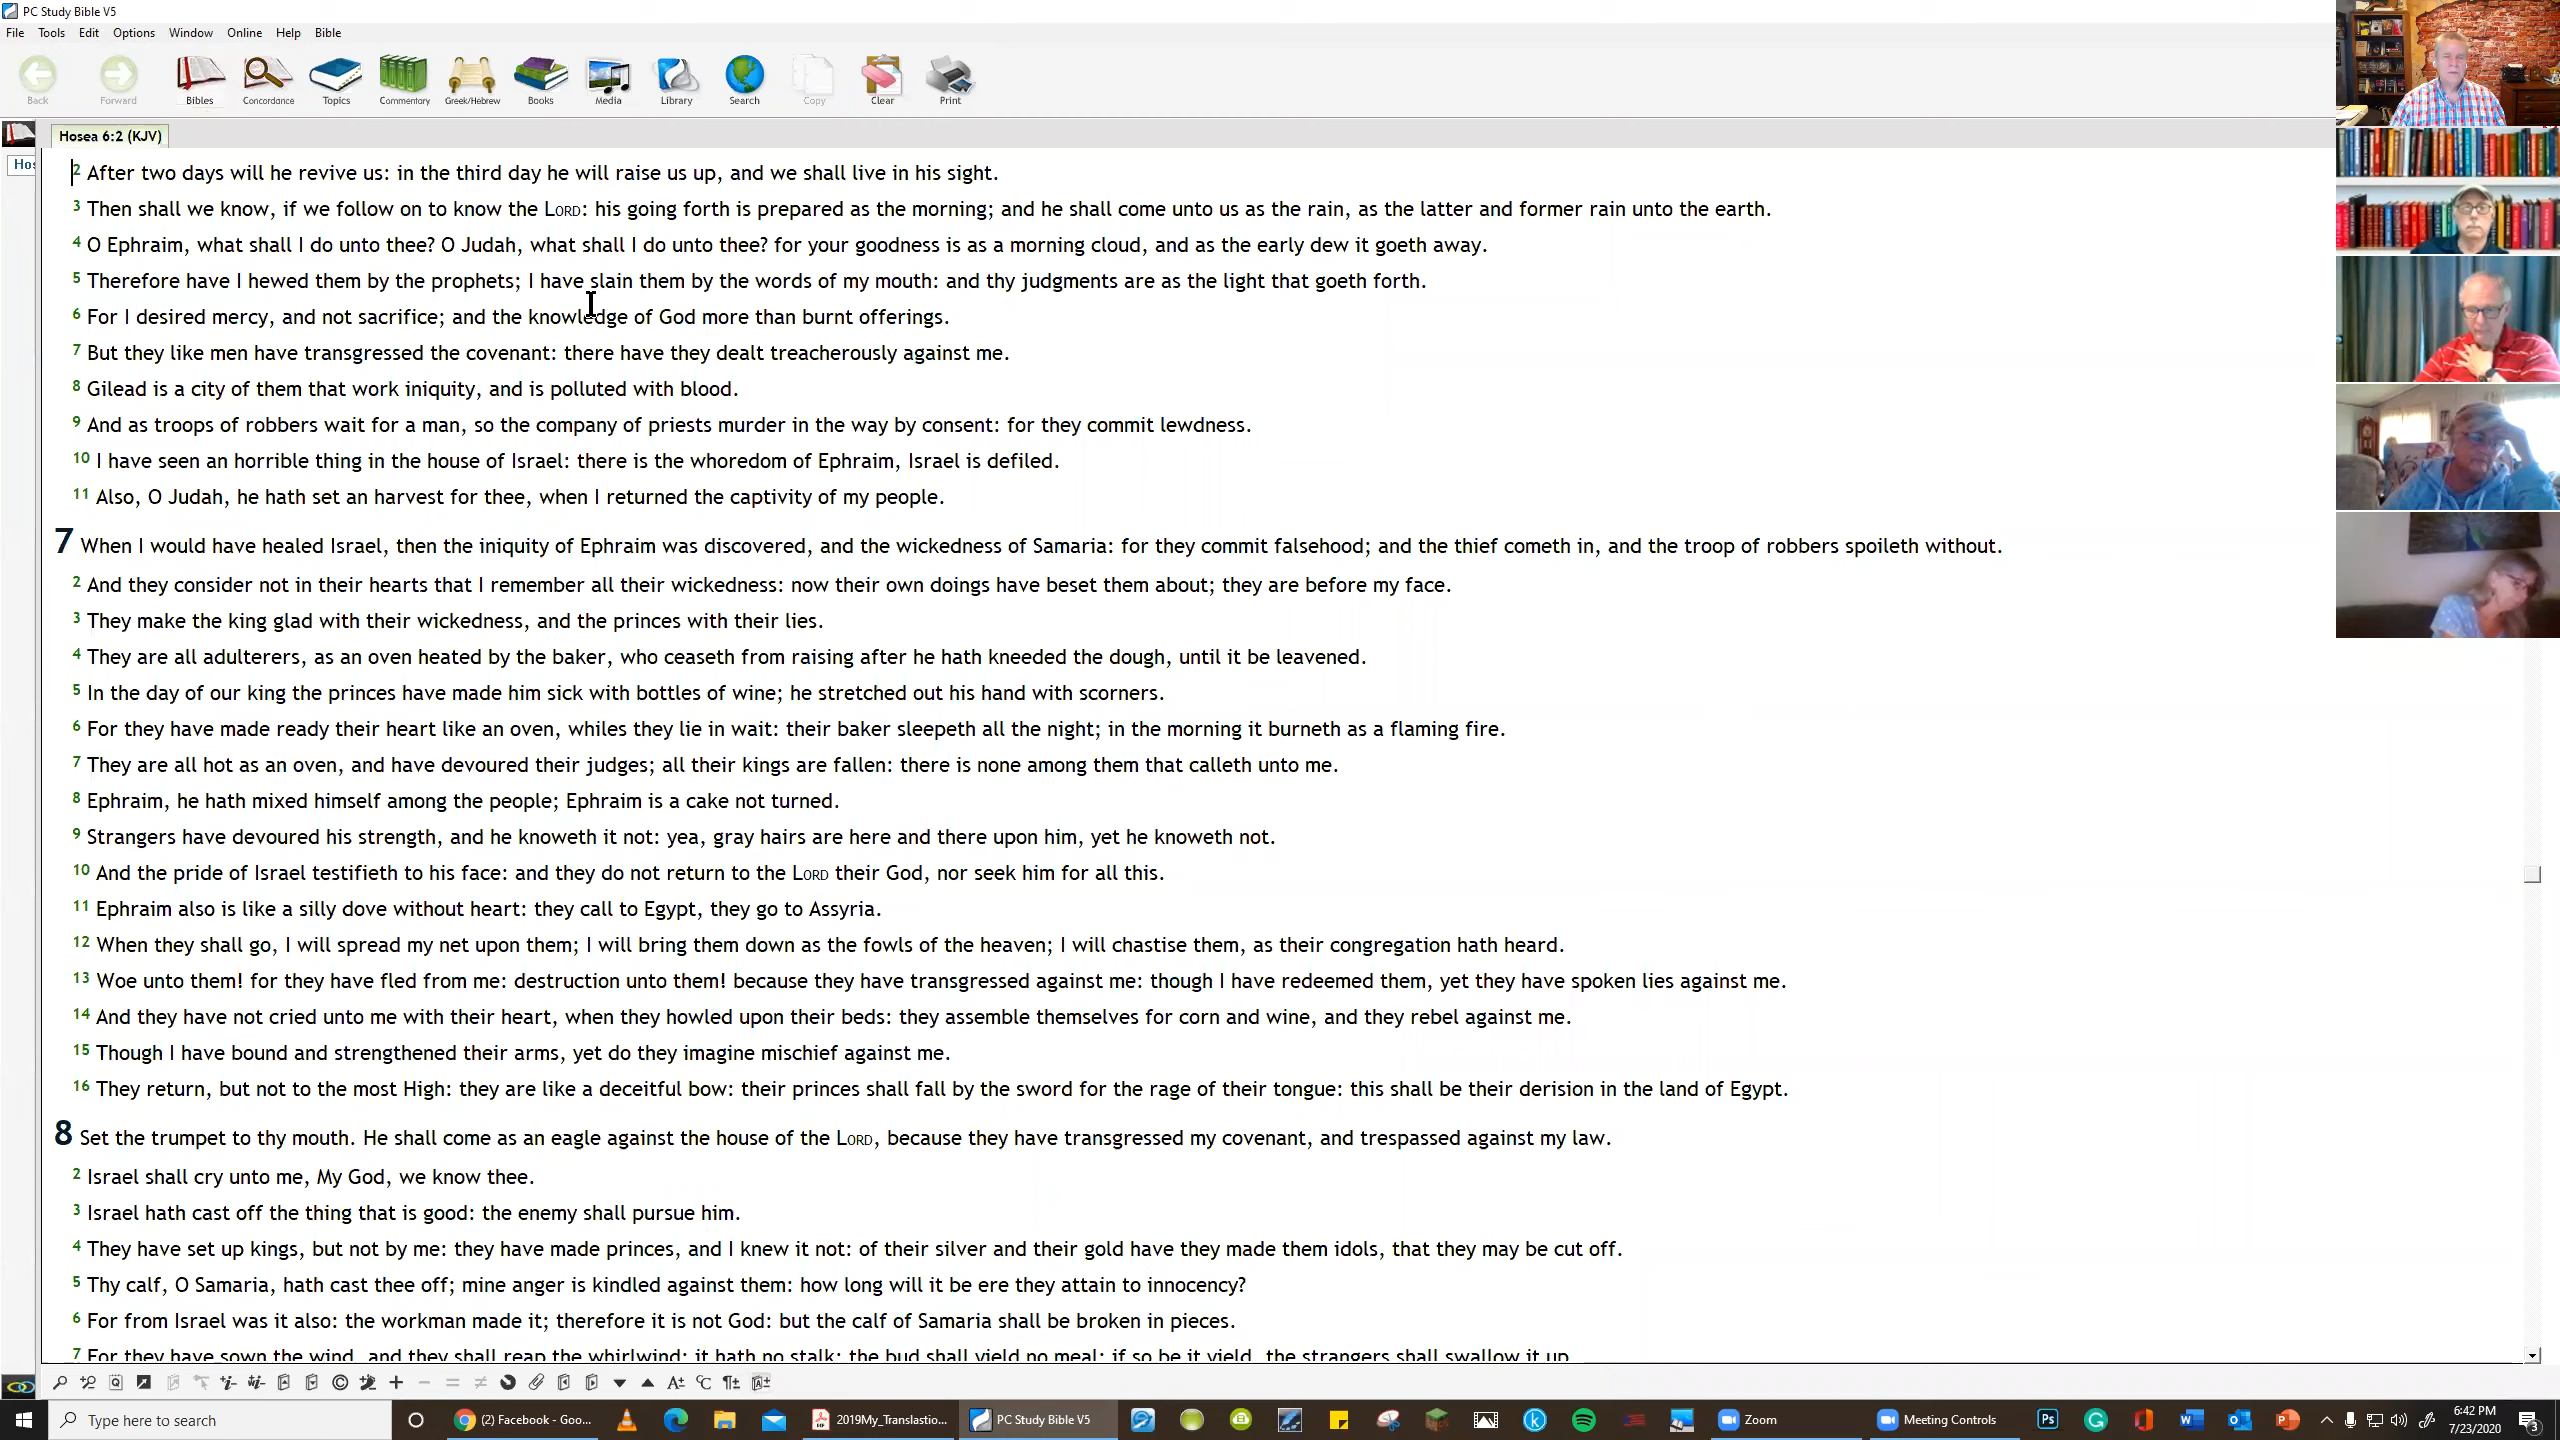 PC Study Bible V5
File Tools Edit Options Window Online Help Bible
Back Forward Bibles Concordance Topics Commentary Greek/Hebrew Books Media Library Search Copy Clear Print
Hosea 6:2 (KJV)
Hos
2 After two days will he revive us: in the third day he will raise us up, and we shall live in his sight.
3 Then shall we know, if we follow on to know the LORD: his going forth is prepared as the morning; and he shall come unto us as the rain, as the latter and former rain unto the earth.
4 O Ephraim, what shall I do unto thee? O Judah, what shall I do unto thee? for your goodness is as a morning cloud, and as the early dew it goeth away.
5 Therefore have I hewed them by the prophets; I have slain them by the words of my mouth: and thy judgments are as the light that goeth forth.
6 For I desired mercy, and not sacrifice; and the knowledge of God more than burnt offerings.
7 But they like men have transgressed the covenant: there have they dealt treacherously against me.
8 Gilead is a city of them that work iniquity, and is polluted with blood.
9 And as troops of robbers wait for a man, so the company of priests murder in the way by consent: for they commit lewdness.
10 I have seen an horrible thing in the house of Israel: there is the whoredom of Ephraim, Israel is defiled.
11 Also, O Judah, he hath set an harvest for thee, when I returned the captivity of my people.
7 When I would have healed Israel, then the iniquity of Ephraim was discovered, and the wickedness of Samaria: for they commit falsehood; and the thief cometh in, and the troop of robbers spoileth without.
2 And they consider not in their hearts that I remember all their wickedness: now their own doings have beset them about; they are before my face.
3 They make the king glad with their wickedness, and the princes with their lies.
4 They are all adulterers, as an oven heated by the baker, who ceaseth from raising after he hath kneeded the dough, until it be leavened.
5 In the day of our king the princes have made him sick with bottles of wine; he stretched out his hand with scorners.
6 For they have made ready their heart like an oven, whiles they lie in wait: their baker sleepeth all the night; in the morning it burneth as a flaming fire.
7 They are all hot as an oven, and have devoured their judges; all their kings are fallen: there is none among them that calleth unto me.
8 Ephraim, he hath mixed himself among the people; Ephraim is a cake not turned.
9 Strangers have devoured his strength, and he knoweth it not: yea, gray hairs are here and there upon him, yet he knoweth not.
10 And the pride of Israel testifieth to his face: and they do not return to the LORD their God, nor seek him for all this.
11 Ephraim also is like a silly dove without heart: they call to Egypt, they go to Assyria.
12 When they shall go, I will spread my net upon them; I will bring them down as the fowls of the heaven; I will chastise them, as their congregation hath heard.
13 Woe unto them! for they have fled from me: destruction unto them! because they have transgressed against me: though I have redeemed them, yet they have spoken lies against me.
14 And they have not cried unto me with their heart, when they howled upon their beds: they assemble themselves for corn and wine, and they rebel against me.
15 Though I have bound and strengthened their arms, yet do they imagine mischief against me.
16 They return, but not to the most High: they are like a deceitful bow: their princes shall fall by the sword for the rage of their tongue: this shall be their derision in the land of Egypt.
8 Set the trumpet to thy mouth. He shall come as an eagle against the house of the LORD, because they have transgressed my covenant, and trespassed against my law.
2 Israel shall cry unto me, My God, we know thee.
3 Israel hath cast off the thing that is good: the enemy shall pursue him.
4 They have set up kings, but not by me: they have made princes, and I knew it not: of their silver and their gold have they made them idols, that they may be cut off.
5 Thy calf, O Samaria, hath cast thee off; mine anger is kindled against them: how long will it be ere they attain to innocency?
6 For from Israel was it also: the workman made it; therefore it is not God: but the calf of Samaria shall be broken in pieces.
7 For they have sown the wind, and they shall reap the whirlwind: it hath no stalk: the bud shall yield no meal: if so be it yield, the strangers shall swallow it up.
Type here to search (2) Facebook - Goo... 2019My_Translastio... PC Study Bible V5 Zoom Meeting Controls 6:42 PM
7/23/2020